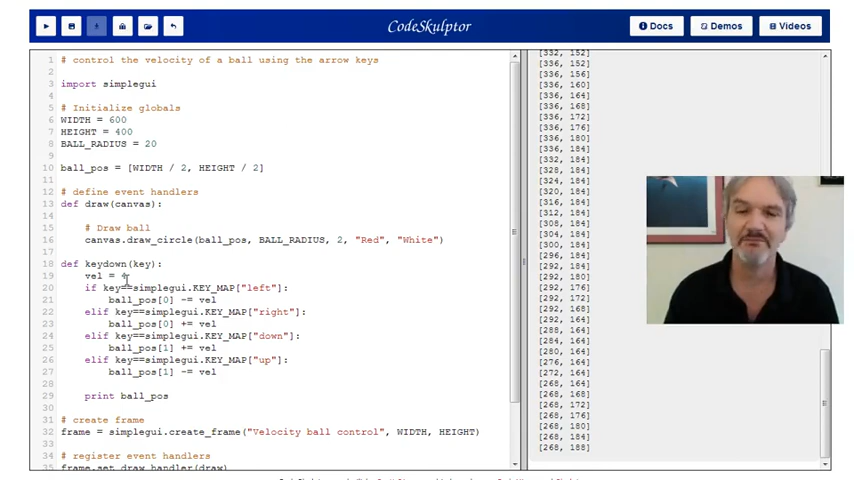 CodeSkulptor
Docs
Demos
Videos
1 # control the velocity of a ball using the arrow keys
2
3 import simplegui
4
5 # Initialize globals
6 WIDTH = 600
7 HEIGHT = 400
8 BALL_RADIUS = 20
9
10 ball_pos = [WIDTH / 2, HEIGHT / 2]
11
12 # define event handlers
13 def draw(canvas):
14
15 # Draw ball
16 canvas.draw_circle(ball_pos, BALL_RADIUS, 2, "Red", "White")
17
18 def keydown(key):
19 vel = 4
20 if key==simplegui.KEY_MAP["left"]:
21 ball_pos[0] -= vel
22 elif key==simplegui.KEY_MAP["right"]:
23 ball_pos[0] += vel
24 elif key==simplegui.KEY_MAP["down"]:
25 ball_pos[1] += vel
26 elif key==simplegui.KEY_MAP["up"]:
27 ball_pos[1] -= vel
28
29 print ball_pos
30
31 # create frame
32 frame = simplegui.create_frame("Velocity ball control", WIDTH, HEIGHT)
33
34 # register event handlers
35 frame.set_draw_handler(draw)
[332, 152]
[336, 152]
[336, 156]
[336, 160]
[336, 164]
[336, 168]
[336, 172]
[336, 176]
[336, 180]
[336, 184]
[332, 184]
[328, 184]
[324, 184]
[320, 184]
[316, 184]
[312, 184]
[308, 184]
[304, 184]
[300, 184]
[296, 184]
[292, 184]
[292, 180]
[292, 176]
[292, 172]
[292, 168]
[292, 164]
[288, 164]
[284, 164]
[280, 164]
[276, 164]
[272, 164]
[268, 164]
[268, 168]
[268, 172]
[268, 176]
[268, 180]
[268, 184]
[268, 188]